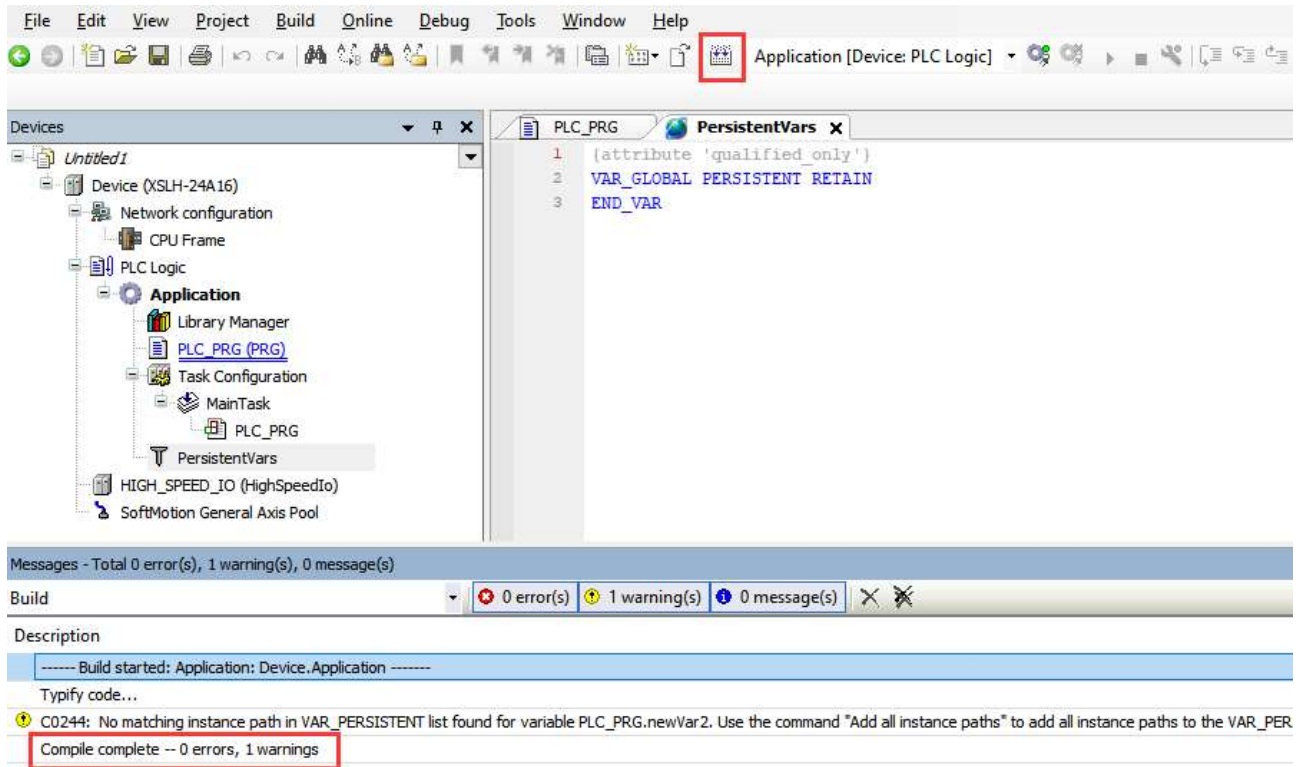 File Edit View Project Build Online Debug Tools Window Help
Application [Device: PLC Logic]
Devices
PLC_PRG PersistentVars
Untitled1
Device (XSLH-24A16)
Network configuration
CPU Frame
PLC Logic
Application
Library Manager
PLC_PRG (PRG)
Task Configuration
MainTask
PLC_PRG
PersistentVars
HIGH_SPEED_IO (HighSpeedIo)
SoftMotion General Axis Pool
1 {attribute 'qualified_only'}
2 VAR_GLOBAL PERSISTENT RETAIN
3 END_VAR
Messages - Total 0 error(s), 1 warning(s), 0 message(s)
Build 0 error(s) 1 warning(s) 0 message(s)
Description
------ Build started: Application: Device.Application -------
Typify code...
C0244: No matching instance path in VAR_PERSISTENT list found for variable PLC_PRG.newVar2. Use the command "Add all instance paths" to add all instance paths to the VAR_PER
Compile complete -- 0 errors, 1 warnings